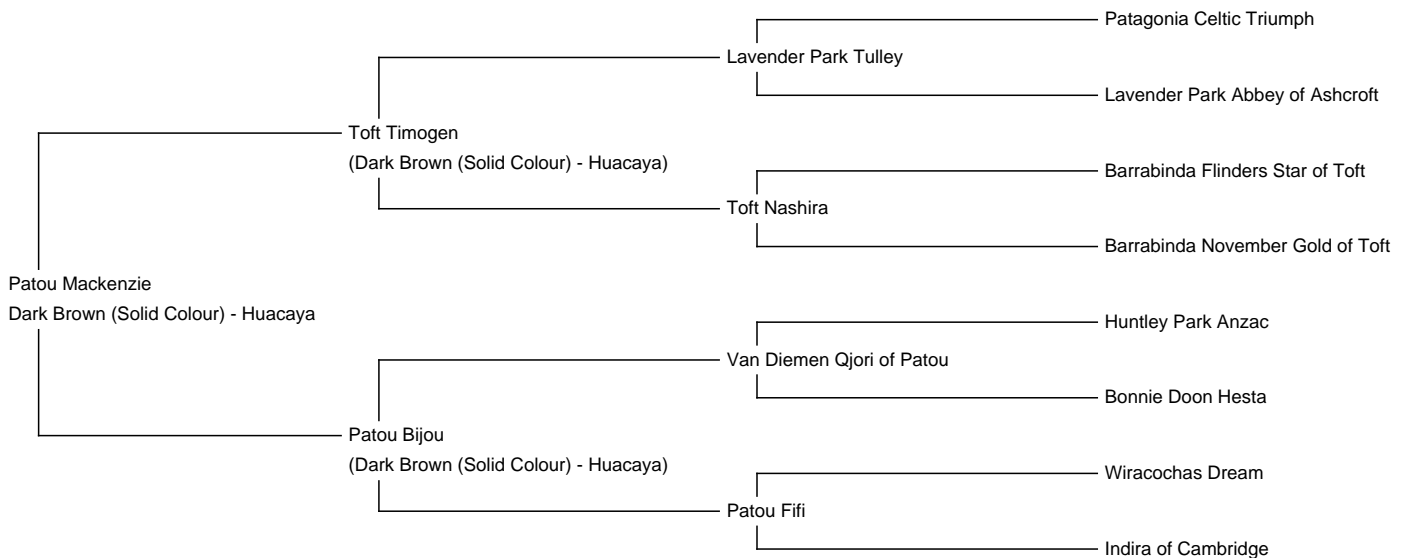 Patagonia Celtic Triumph
Lavender Park Tulley
Lavender Park Abbey of Ashcroft
Toft Timogen
(Dark Brown (Solid Colour) - Huacaya)
Barrabinda Flinders Star of Toft
Toft Nashira
Barrabinda November Gold of Toft
Patou Mackenzie
Dark Brown (Solid Colour) - Huacaya
Huntley Park Anzac
Van Diemen Qjori of Patou
Bonnie Doon Hesta
Patou Bijou
(Dark Brown (Solid Colour) - Huacaya)
Wiracochas Dream
Patou Fifi
Indira of Cambridge